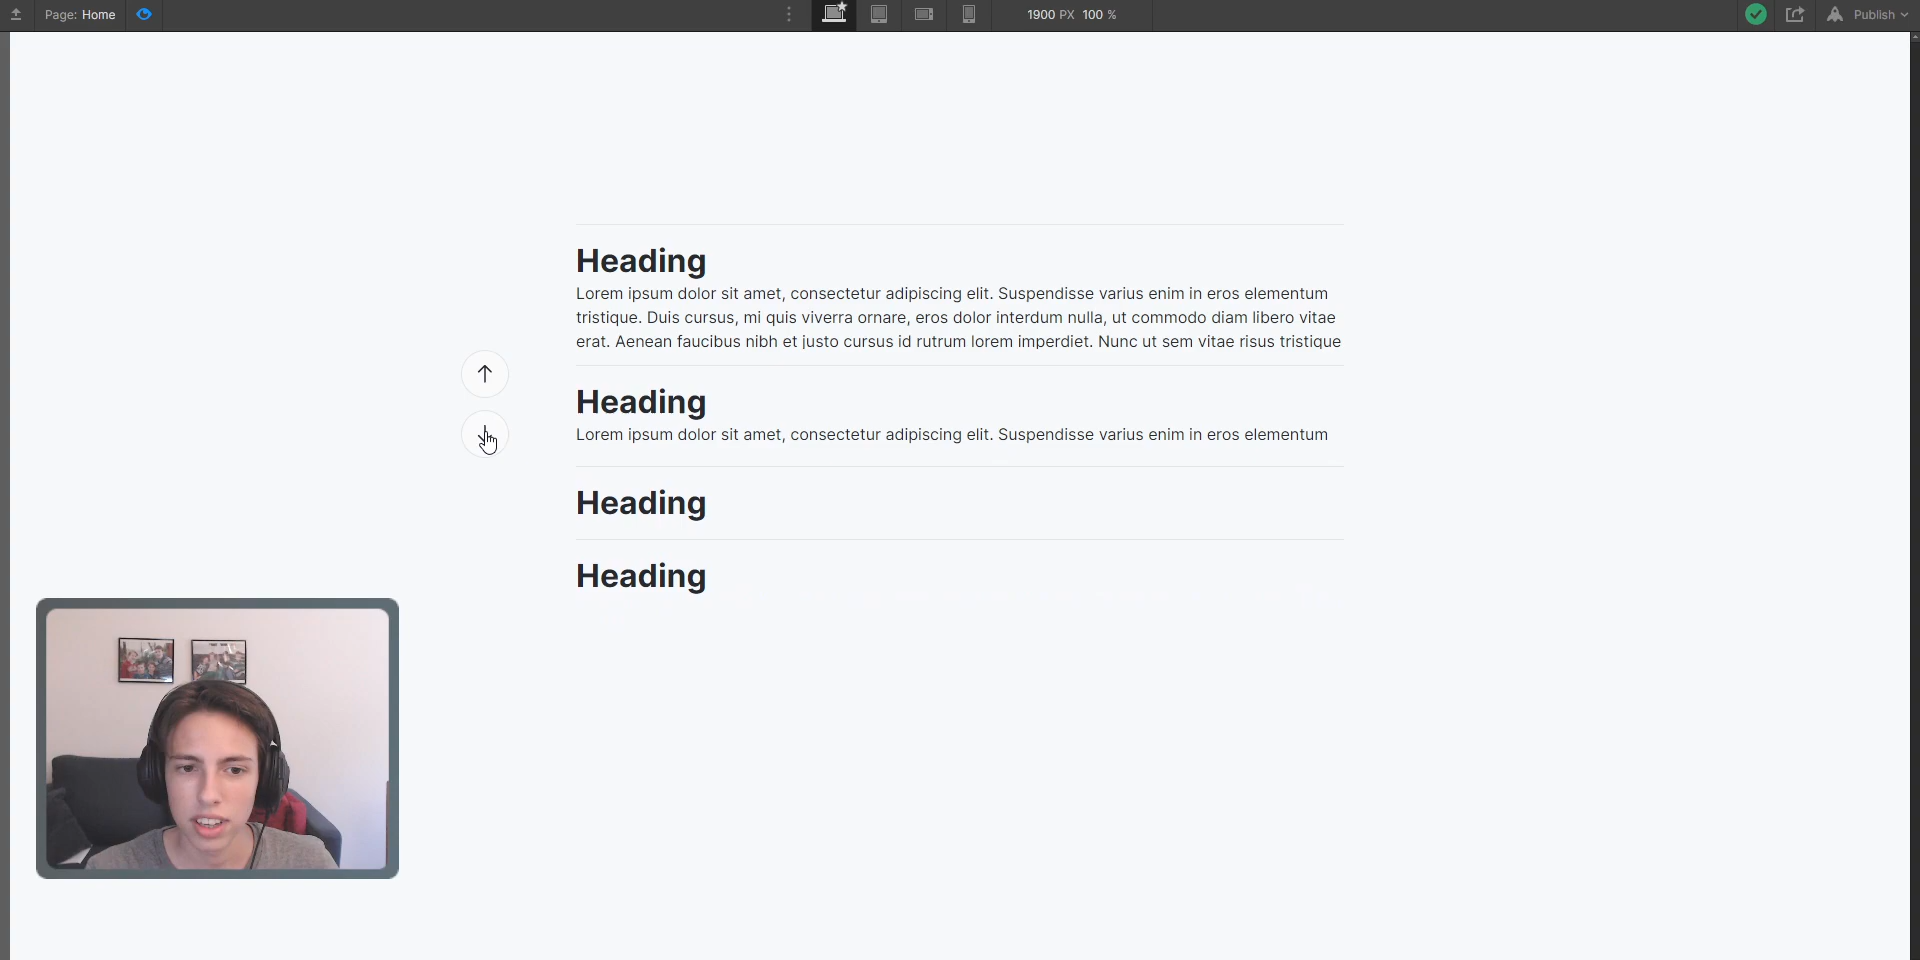 Page: Home
1900 PX 100 %
Publish
Heading
Lorem ipsum dolor sit amet, consectetur adipiscing elit. Suspendisse varius enim in eros elementum
tristique. Duis cursus, mi quis viverra ornare, eros dolor interdum nulla, ut commodo diam libero vitae
erat. Aenean faucibus nibh et justo cursus id rutrum lorem imperdiet. Nunc ut sem vitae risus tristique
Heading
Lorem ipsum dolor sit amet, consectetur adipiscing elit. Suspendisse varius enim in eros elementum
Heading
Heading